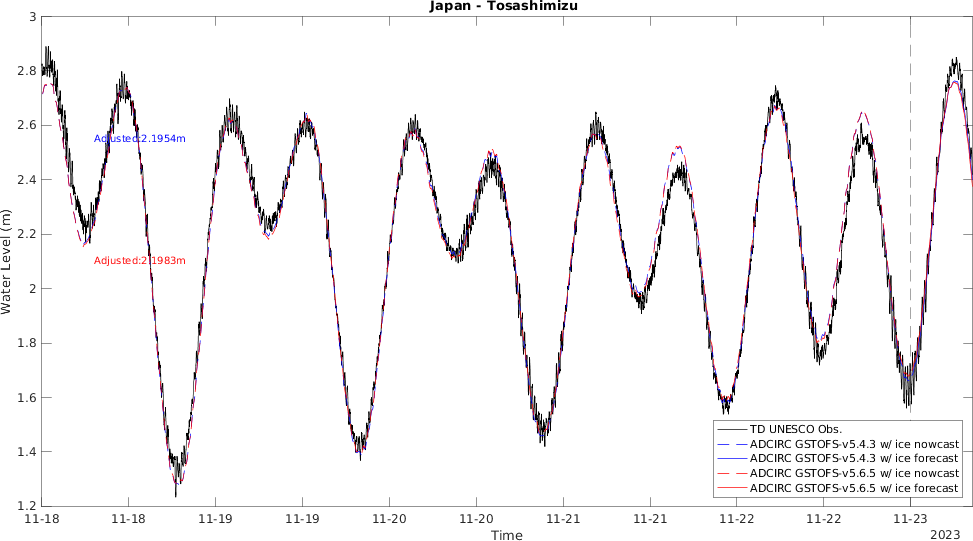 Japan - Tosashimizu
3
2.8
2.6
2.4
2.2
2
1.8
1.6
1.4
1.2
Water Level (m)
Adjusted:2.1954m
Adjusted:2.1983m
TD UNESCO Obs.
ADCIRC GSTOFS-v5.4.3 w/ ice nowcast
ADCIRC GSTOFS-v5.4.3 w/ ice forecast
ADCIRC GSTOFS-v5.6.5 w/ ice nowcast
ADCIRC GSTOFS-v5.6.5 w/ ice forecast
11-18 11-18 11-19 11-19 11-20 11-20 11-21 11-21 11-22 11-22 11-23
Time
2023